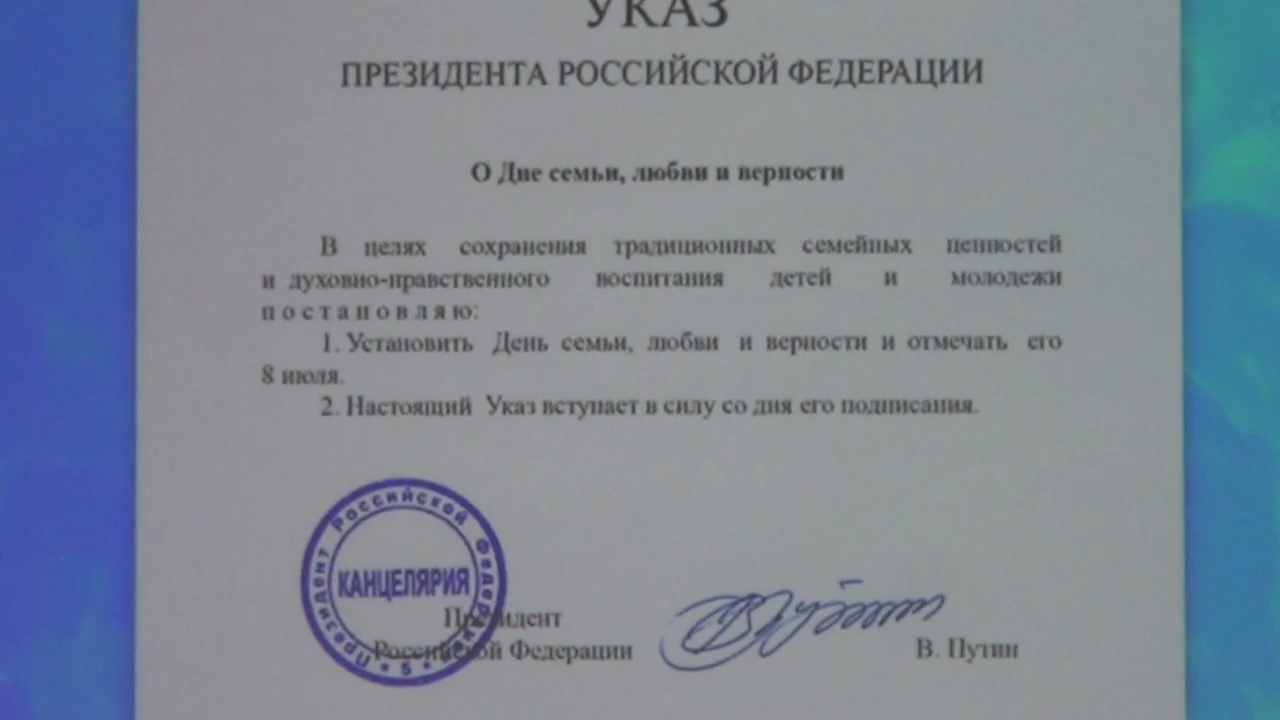 УКАЗ
ПРЕЗИДЕНТА РОССИЙСКОЙ ФЕДЕРАЦИИ
О Дне семьи, любви и верности
В целях сохранения традиционных семейных ценностей
и духовно-нравственного воспитания детей и молодежи
п о с т а н о в л я ю:
1. Установить День семьи, любви и верности и отмечать его
8 июля.
2. Настоящий Указ вступает в силу со дня его подписания.
Президент Российской Федерации * 5 *
КАНЦЕЛЯРИЯ
Президент
Российской Федерации
В. Путин